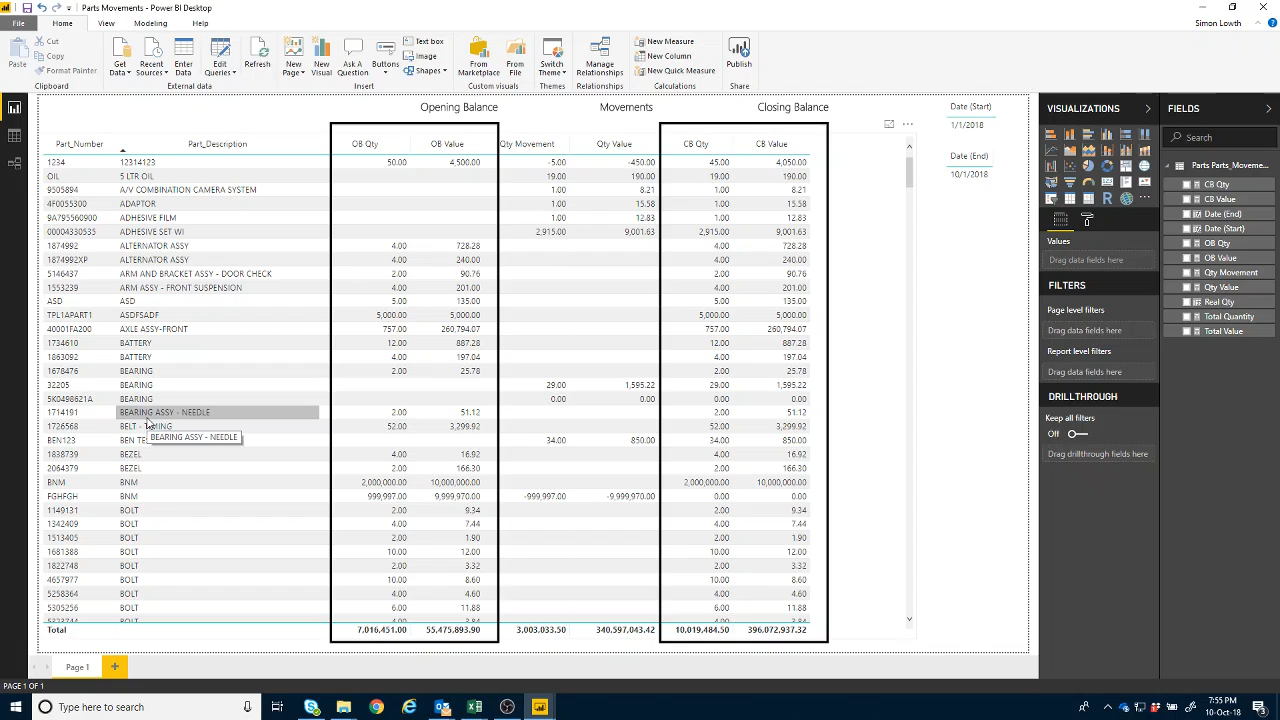 Parts Movements - Power BI Desktop
Simon Lowth
File Home View Modeling Help
Cut
Copy
Format Painter
Paste
Get Data
Recent Sources
Enter Data
Edit Queries
Refresh
New Page
New Visual
Ask A Question
Buttons
Text box
Image
Shapes
From Marketplace
From File
Switch Theme
Manage Relationships
New Measure
New Column
New Quick Measure
Publish
Clipboard External data Insert Custom visuals Themes Relationships Calculations Share
Opening Balance Movements Closing Balance
Part_Number Part_Description OB Value Qty Movement Qty Value CB Qty CB Value
1234 12314123 50.00 4,500.00 -5.00 -450.00 45.00 4,050.00
OIL 5 LTR OIL 19.00 190.00 19.00 190.00
9505894 A/V COMBINATION CAMERA SYSTEM 1.00 8.21 1.00 8.21
4F0055300 ADAPTOR 1.00 15.58 1.00 15.58
9A795560900 ADHESIVE FILM 1.00 12.83 1.00 12.83
00004330535 ADHESIVE SET WI 2,915.00 9,001.63 2,915.00 9,001.63
1874992 ALTERNATOR ASSY 4.00 728.28 4.00 728.28
1874992XP ALTERNATOR ASSY 4.00 240.00 4.00 240.00
5146437 ARM AND BRACKET ASSY - DOOR CHECK 2.00 90.76 2.00 90.76
1553239 ARM ASSY - FRONT SUSPENSION 4.00 201.00 4.00 201.00
ASD ASD 5.00 135.00 5.00 135.00
TPL1APART1 ASDFSADF 5,000.00 5,000.00 5,000.00 5,000.00
40001FA200 AXLE ASSY-FRONT 757.00 260,794.07 757.00 260,794.07
1734610 BATTERY 12.00 887.28 12.00 887.28
1863092 BATTERY 4.00 197.04 4.00 197.04
1678476 BEARING 2.00 25.78 2.00 25.78
32205 BEARING 29.00 1,595.22 29.00 1,595.22
5K0498621A BEARING 0.00 0.00 0.00 0.00
1714191 BEARING ASSY - NEEDLE 2.00 51.12 2.00 51.12
1726568 BELT - 52.00 3,299.92 52.00 3,299.92
BEARING ASSY - NEEDLE
BEN123 BEN 34.00 850.00 34.00 850.00
1838739 BEZEL 4.00 16.92 4.00 16.92
2064379 BEZEL 2.00 166.30 2.00 166.30
BNM BNM 2,000,000.00 10,000,000.00 2,000,000.00 10,000,000.00
FGHFGH BNM 999,997.00 9,999,970.00 -999,997.00 -9,999,970.00 0.00 0.00
1149131 BOLT 2.00 9.34 2.00 9.34
1342409 BOLT 4.00 7.44 4.00 7.44
1513405 BOLT 2.00 1.90 2.00 1.90
1681388 BOLT 10.00 12.00 10.00 12.00
1822748 BOLT 2.00 3.32 2.00 3.32
4657977 BOLT 10.00 8.60 10.00 8.60
5258364 BOLT 4.00 4.60 4.00 4.60
5305256 BOLT 6.00 11.88 6.00 11.88
5323744 BOLT 4.00 3.84 4.00 3.84
Total 7,016,451.00 55,475,893.90 3,003,033.50 340,597,043.42 10,019,484.50 396,072,937.32
Date (Start)
1/1/2018
Date (End)
10/1/2018
VISUALIZATIONS
Values
Drag data fields here
FILTERS
Page level filters
Drag data fields here
Report level filters
Drag data fields here
DRILLTHROUGH
Keep all filters
Off
Drag drillthrough fields here
FIELDS
Search
Parts Parts_Moveme...
CB Qty
CB Value
Date (End)
Date (Start)
OB Qty
OB Value
Qty Movement
Qty Value
Real Qty
Total Quantity
Total Value
Page 1
PAGE 1 OF 1
Type here to search
7:55 PM
10-Oct-18